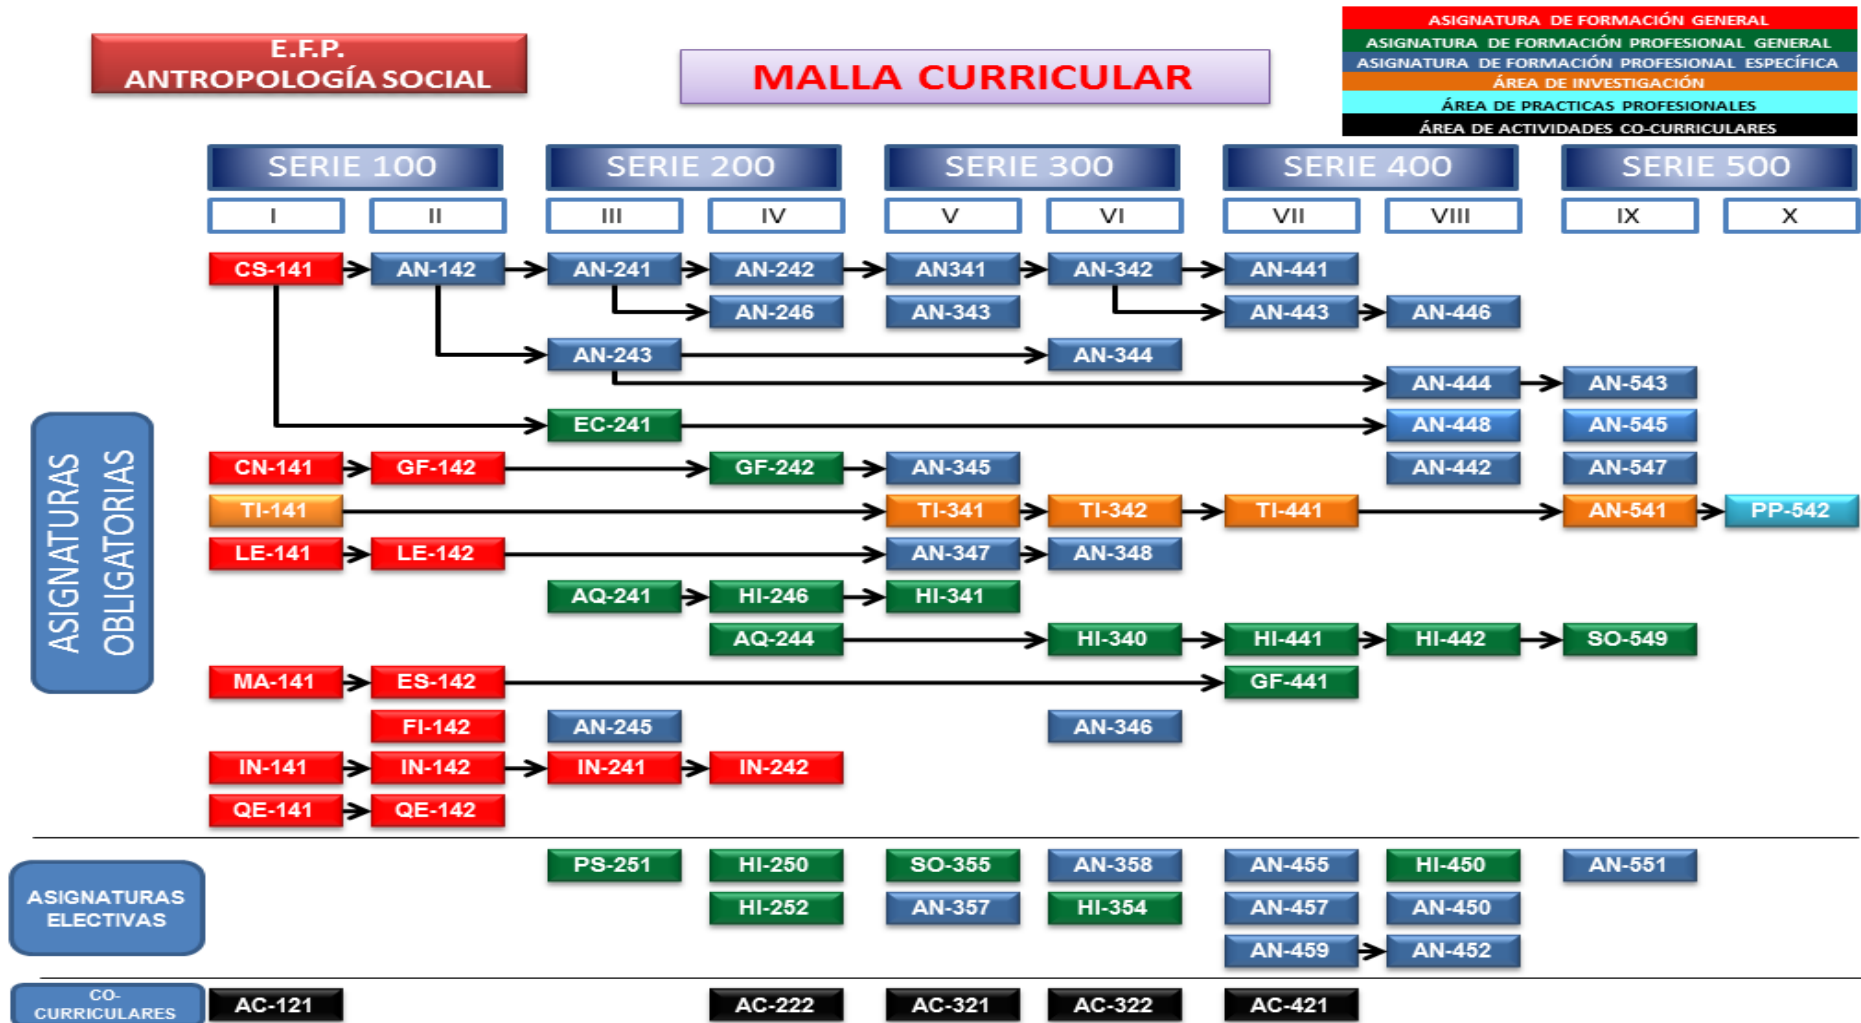 E.F.P.
ANTROPOLOGÍA SOCIAL
MALLA CURRICULAR
ASIGNATURA DE FORMACIÓN GENERAL
ASIGNATURA DE FORMACIÓN PROFESIONAL GENERAL
ASIGNATURA DE FORMACIÓN PROFESIONAL ESPECÍFICA
ÁREA DE INVESTIGACIÓN
ÁREA DE PRACTICAS PROFESIONALES
ÁREA DE ACTIVIDADES CO-CURRICULARES
SERIE 100 SERIE 200 SERIE 300 SERIE 400 SERIE 500
I II III IV V VI VII VIII IX X
ASIGNATURAS
OBLIGATORIAS
CS-141 AN-142 AN-241 AN-242 AN341 AN-342 AN-441
AN-246 AN-343 AN-443 AN-446
AN-243 AN-344
AN-444 AN-543
EC-241 AN-448 AN-545
CN-141 GF-142 GF-242 AN-345 AN-442 AN-547
TI-141 TI-341 TI-342 TI-441 AN-541 PP-542
LE-141 LE-142 AN-347 AN-348
AQ-241 HI-246 HI-341
AQ-244 HI-340 HI-441 HI-442 SO-549
MA-141 ES-142 GF-441
FI-142 AN-245 AN-346
IN-141 IN-142 IN-241 IN-242
QE-141 QE-142
ASIGNATURAS
ELECTIVAS
PS-251 HI-250 SO-355 AN-358 AN-455 HI-450 AN-551
HI-252 AN-357 HI-354 AN-457 AN-450
AN-459 AN-452
CO-
CURRICULARES
AC-121 AC-222 AC-321 AC-322 AC-421